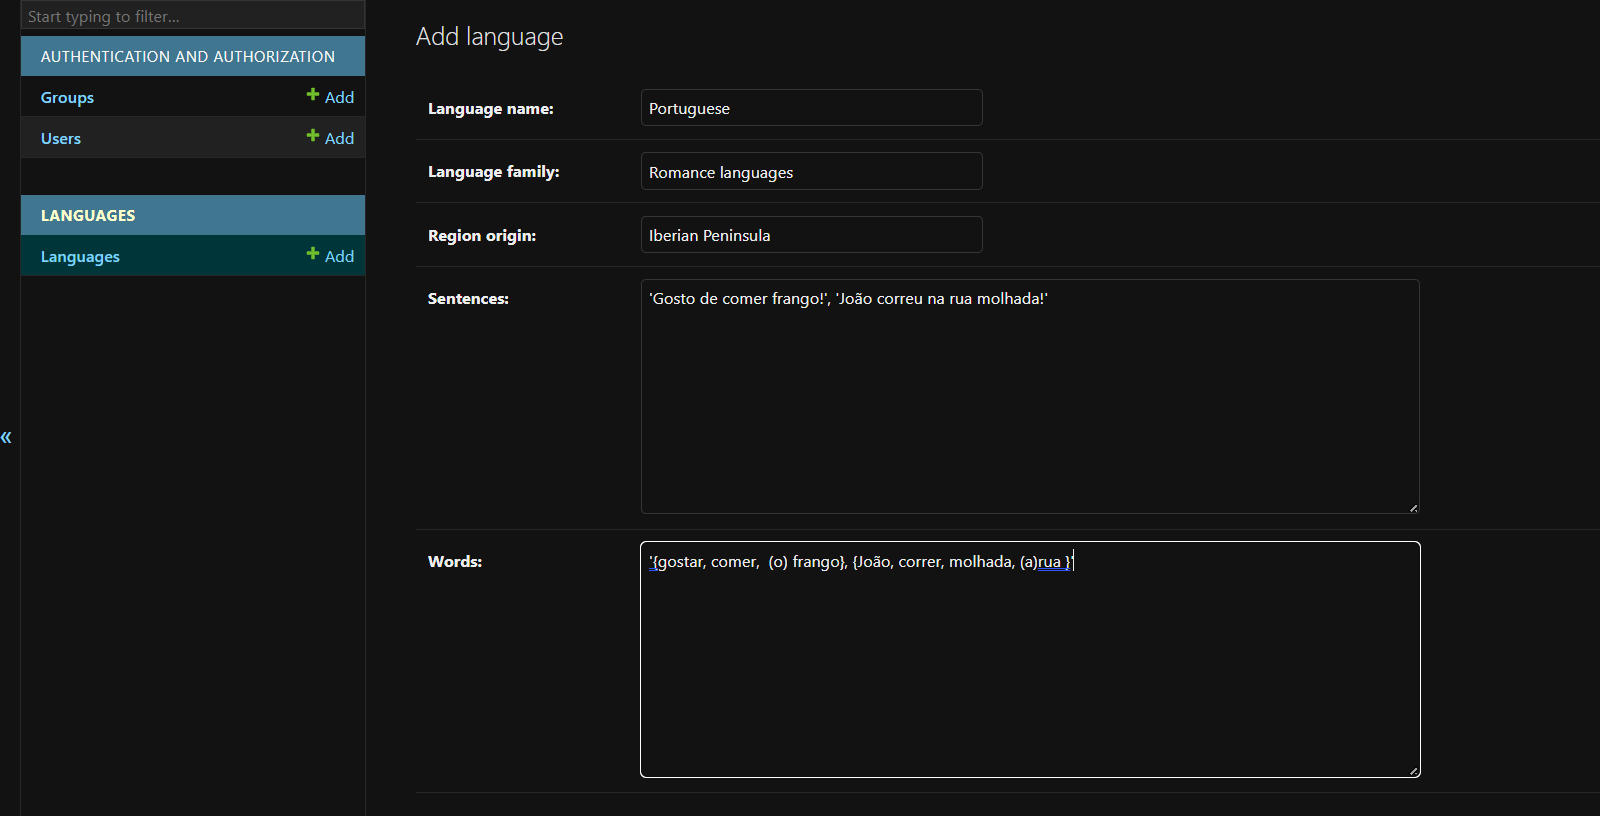 Start typing to filter...
AUTHENTICATION AND AUTHORIZATION
Groups + Add
Users + Add
LANGUAGES
Languages + Add
«
Add language
Language name: Portuguese
Language family: Romance languages
Region origin: Iberian Peninsula
Sentences: 'Gosto de comer frango!', 'João correu na rua molhada!'
Words: '{gostar, comer,  (o) frango}, {João, correr, molhada, (a)rua }'